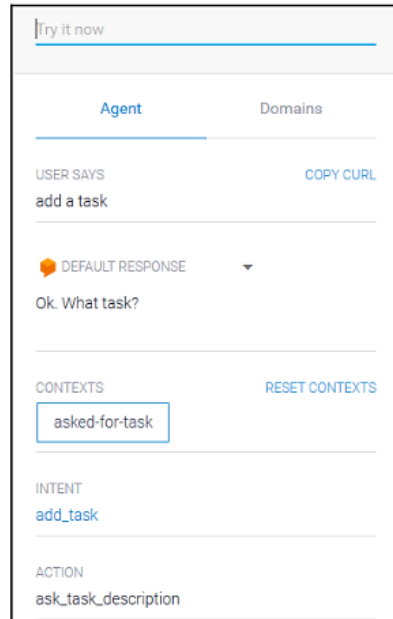 Try it now
Agent Domains
USER SAYS COPY CURL
add a task
DEFAULT RESPONSE
Ok. What task?
CONTEXTS RESET CONTEXTS
asked-for-task
INTENT
add_task
ACTION
ask_task_description